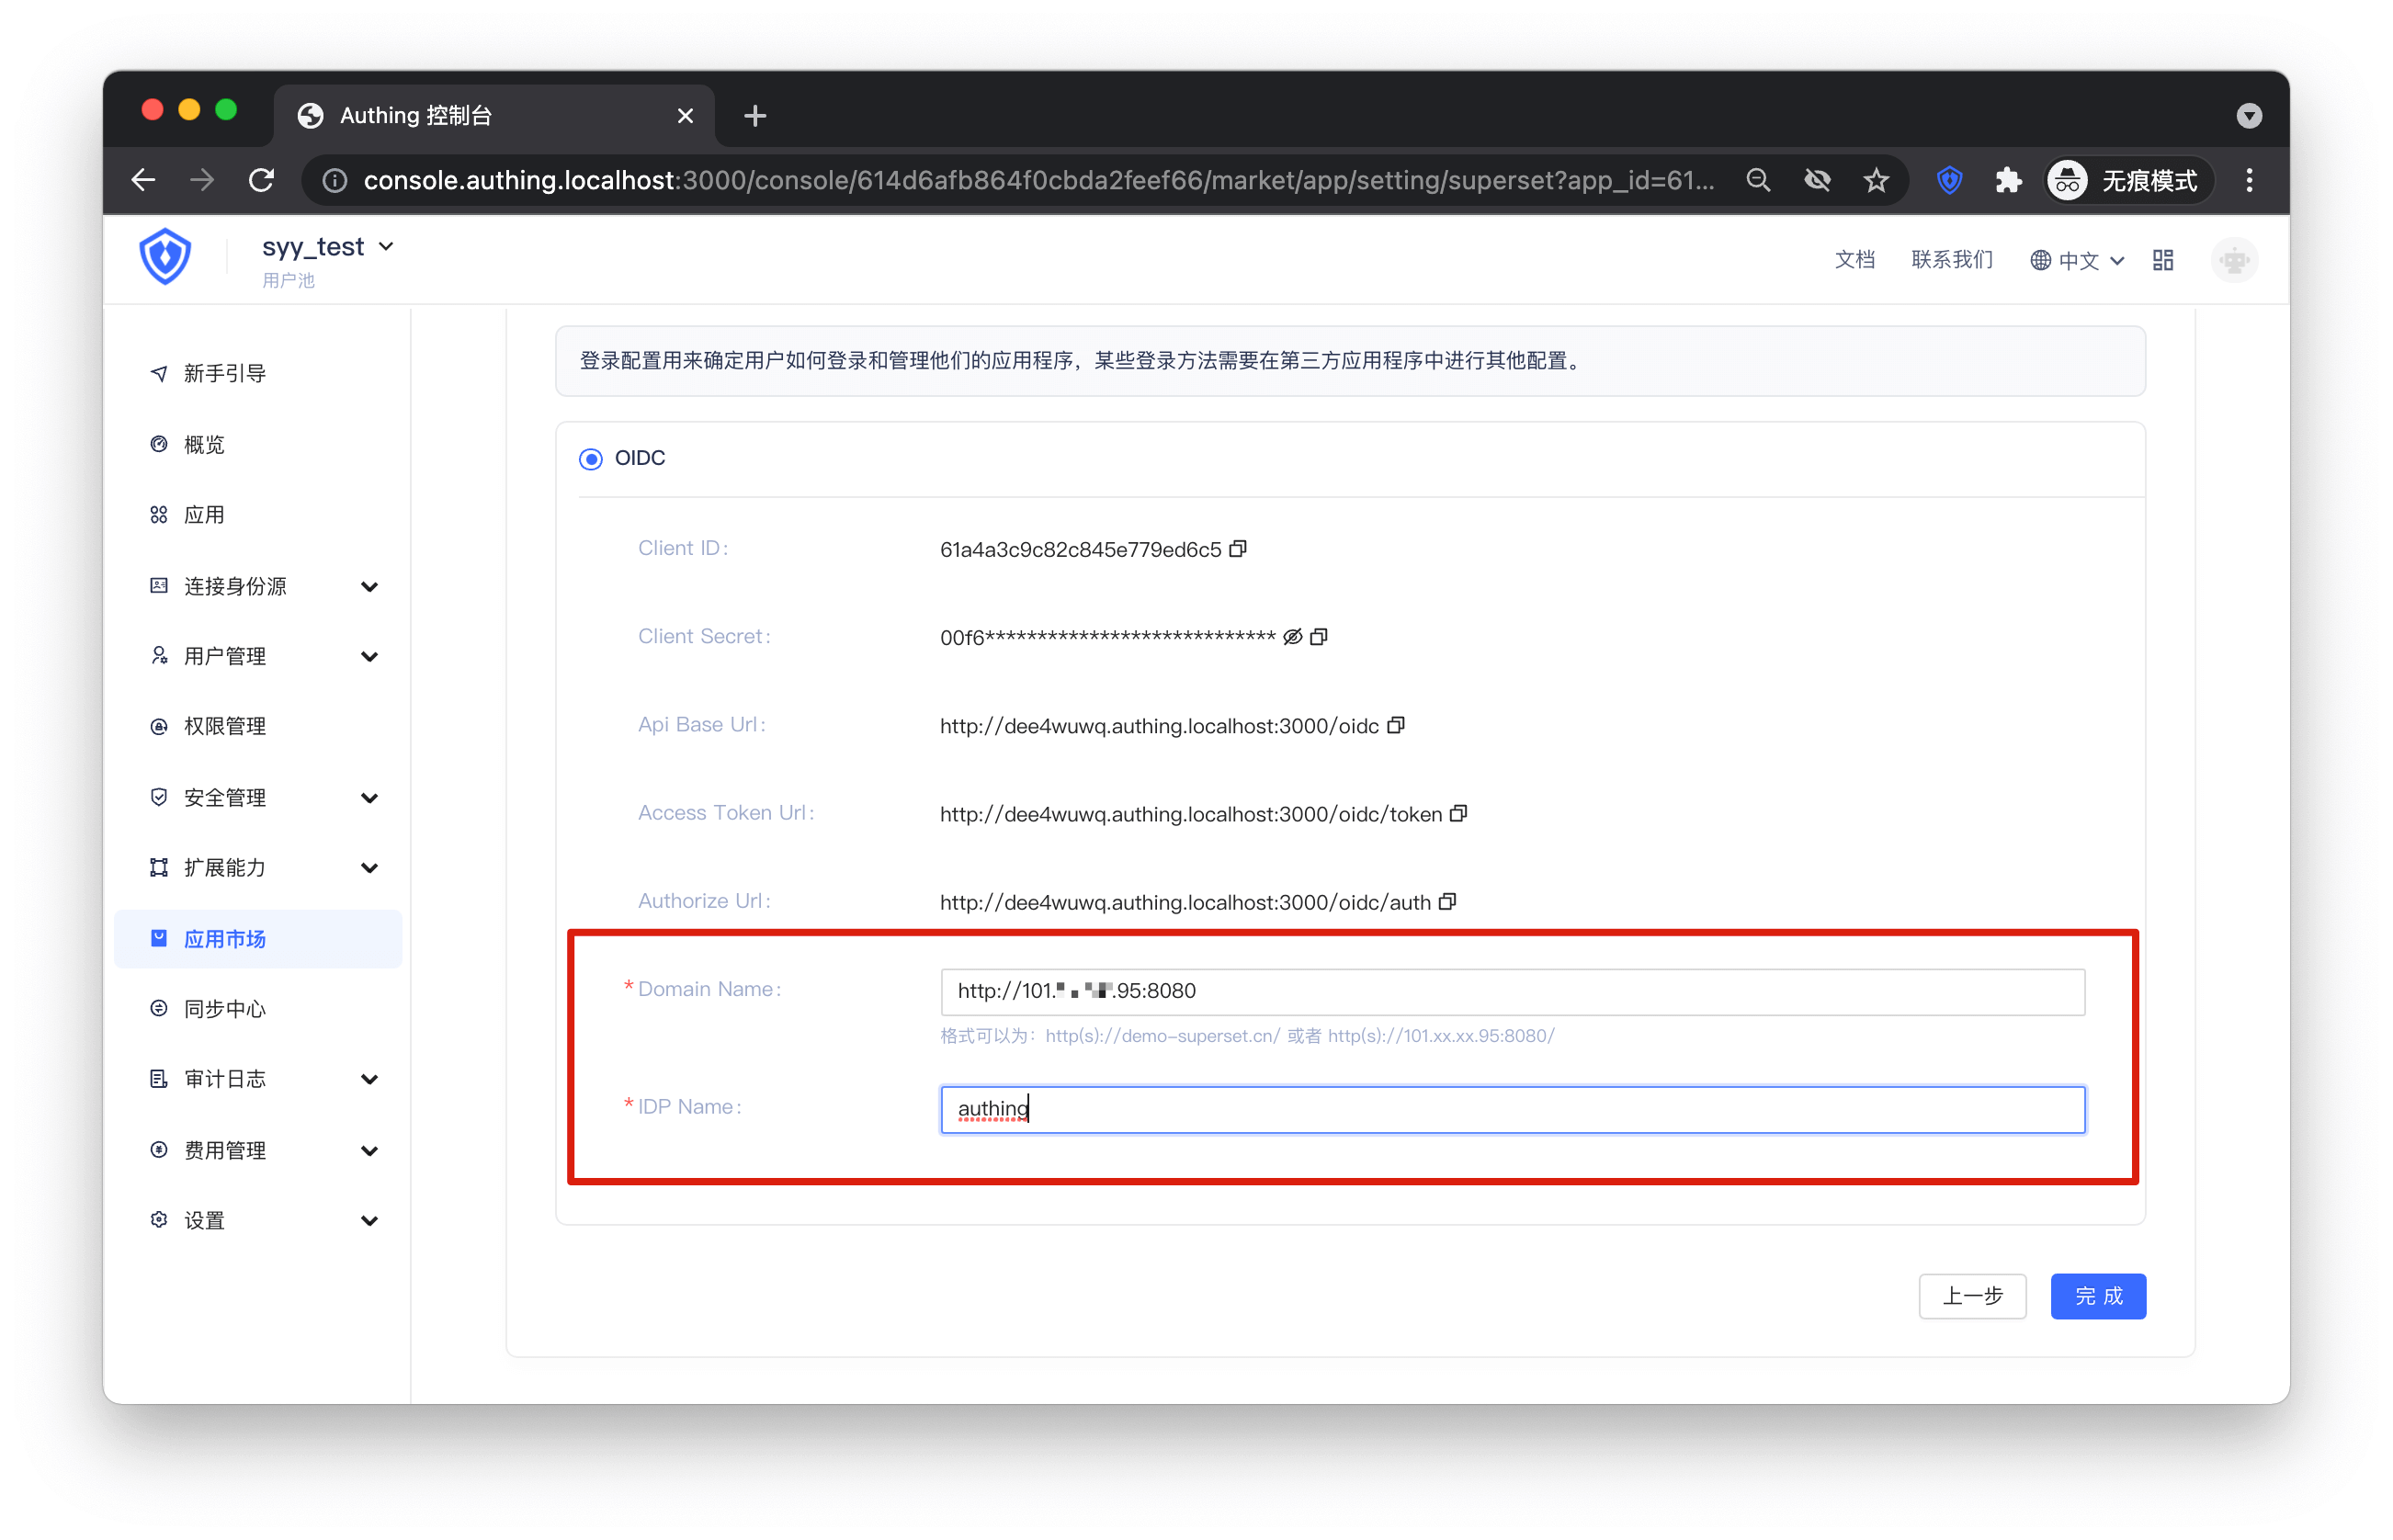 Authing 控制台
console.authing.localhost:3000/console/614d6afb864f0cbda2feef66/market/app/setting/superset?app_id=61...
无痕模式
syy_test
用户池
文档
联系我们
中文
新手引导
概览
应用
连接身份源
用户管理
权限管理
安全管理
扩展能力
应用市场
同步中心
审计日志
费用管理
设置
登录配置用来确定用户如何登录和管理他们的应用程序，某些登录方法需要在第三方应用程序中进行其他配置。
OIDC
Client ID: 61a4a3c9c82c845e779ed6c5
Client Secret: 00f6****************************
Api Base Url: http://dee4wuwq.authing.localhost:3000/oidc
Access Token Url: http://dee4wuwq.authing.localhost:3000/oidc/token
Authorize Url: http://dee4wuwq.authing.localhost:3000/oidc/auth
* Domain Name: http://101. .95:8080
格式可以为：http(s)://demo-superset.cn/ 或者 http(s)://101.xx.xx.95:8080/
* IDP Name: authing
上一步
完 成